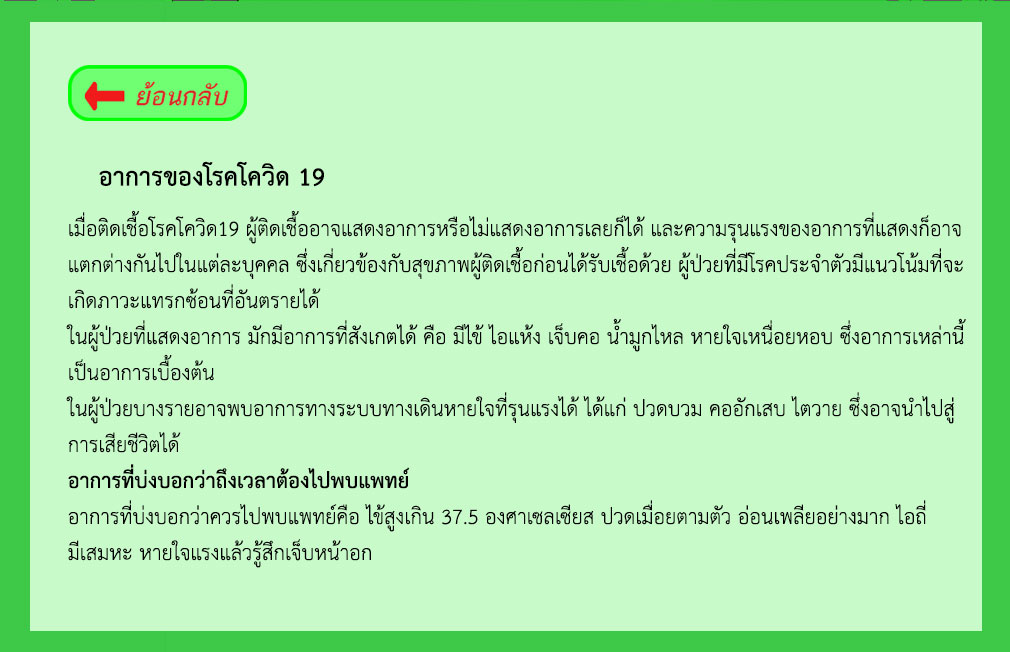 ย้อนกลับ
อาการของโรคโควิด 19
เมื่อติดเชื้อโรคโควิด19 ผู้ติดเชื้ออาจแสดงอาการหรือไม่แสดงอาการเลยก็ได้ และความรุนแรงของอาการที่แสดงก็อาจ
แตกต่างกันไปในแต่ละบุคคล ซึ่งเกี่ยวข้องกับสุขภาพผู้ติดเชื้อก่อนได้รับเชื้อด้วย ผู้ป่วยที่มีโรคประจำตัวมีแนวโน้มที่จะ
เกิดภาวะแทรกซ้อนที่อันตรายได้
ในผู้ป่วยที่แสดงอาการ มักมีอาการที่สังเกตได้ คือ มีไข้ ไอแห้ง เจ็บคอ น้ำมูกไหล หายใจเหนื่อยหอบ ซึ่งอาการเหล่านี้
เป็นอาการเบื้องต้น
ในผู้ป่วยบางรายอาจพบอาการทางระบบทางเดินหายใจที่รุนแรงได้ ได้แก่ ปวดบวม คออักเสบ ไตวาย ซึ่งอาจนำไปสู่
การเสียชีวิตได้
อาการที่บ่งบอกว่าถึงเวลาต้องไปพบแพทย์
อาการที่บ่งบอกว่าควรไปพบแพทย์คือ ไข้สูงเกิน 37.5 องศาเซลเซียส ปวดเมื่อยตามตัว อ่อนเพลียอย่างมาก ไอถี่
มีเสมหะ หายใจแรงแล้วรู้สึกเจ็บหน้าอก